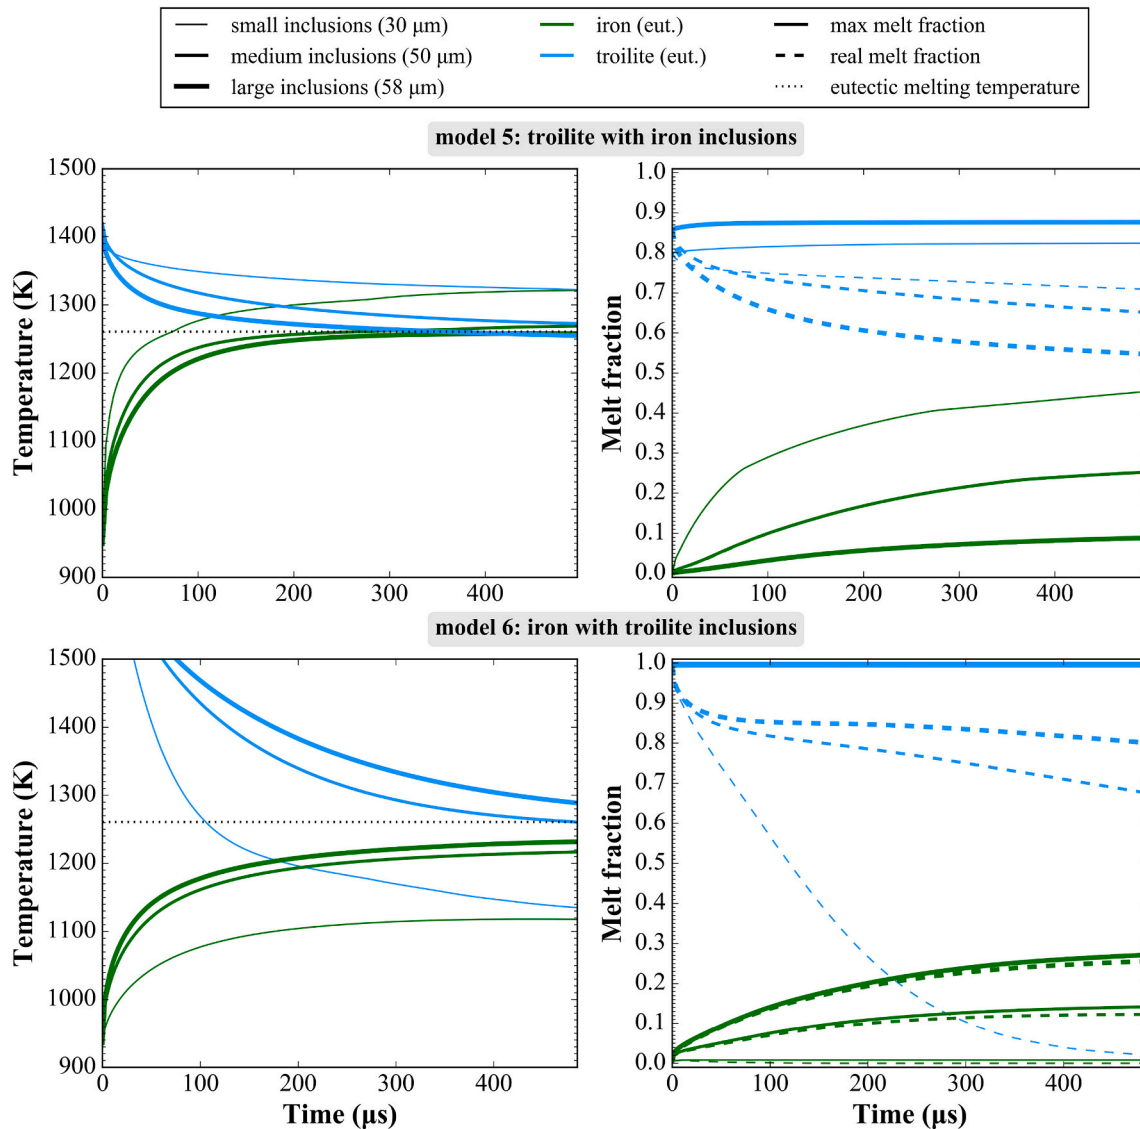 small inclusions (30 μm)
iron (eut.)
max melt fraction
medium inclusions (50 μm)
troilite (eut.)
real melt fraction
large inclusions (58 μm)
eutectic melting temperature
model 5: troilite with iron inclusions
1500
1400
1300
1200
1100
1000
900
Temperature (K)
0 100 200 300 400
1.0
0.9
0.8
0.7
0.6
0.5
0.4
0.3
0.2
0.1
0.0
Melt fraction
0 100 200 300 400
model 6: iron with troilite inclusions
1500
1400
1300
1200
1100
1000
900
Temperature (K)
0 100 200 300 400
Time (μs)
1.0
0.9
0.8
0.7
0.6
0.5
0.4
0.3
0.2
0.1
0.0
Melt fraction
0 100 200 300 400
Time (μs)